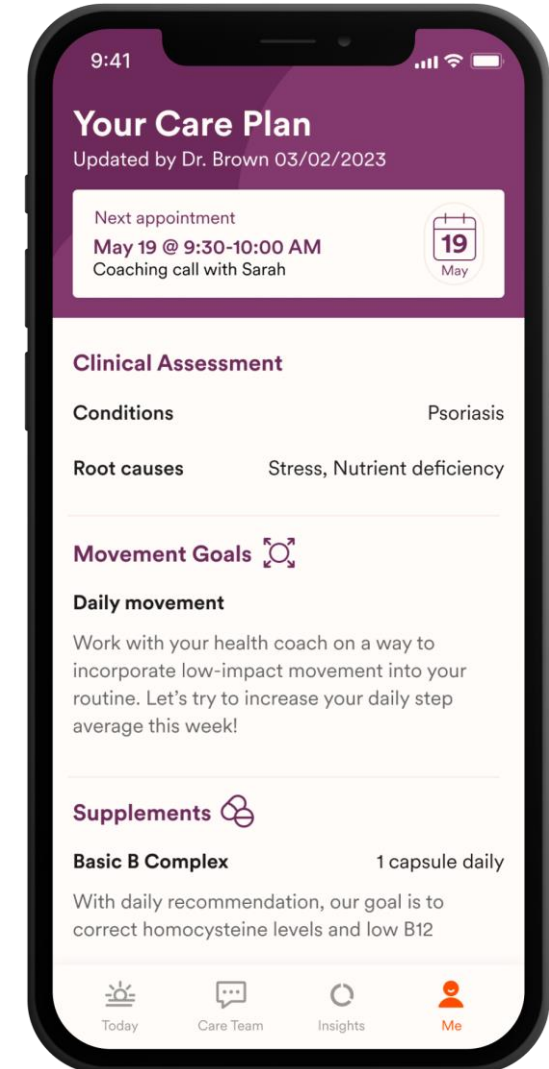 9:41
Your Care Plan
Updated by Dr. Brown 03/02/2023
Next appointment
May 19 @ 9:30-10:00 AM
Coaching call with Sarah
19
May
Clinical Assessment
Conditions Psoriasis
Root causes Stress, Nutrient deficiency
Movement Goals
Daily movement
Work with your health coach on a way to
incorporate low-impact movement into your
routine. Let's try to increase your daily step
average this week!
Supplements
Basic B Complex 1 capsule daily
With daily recommendation, our goal is to
correct homocysteine levels and low B12
Today Care Team Insights Me